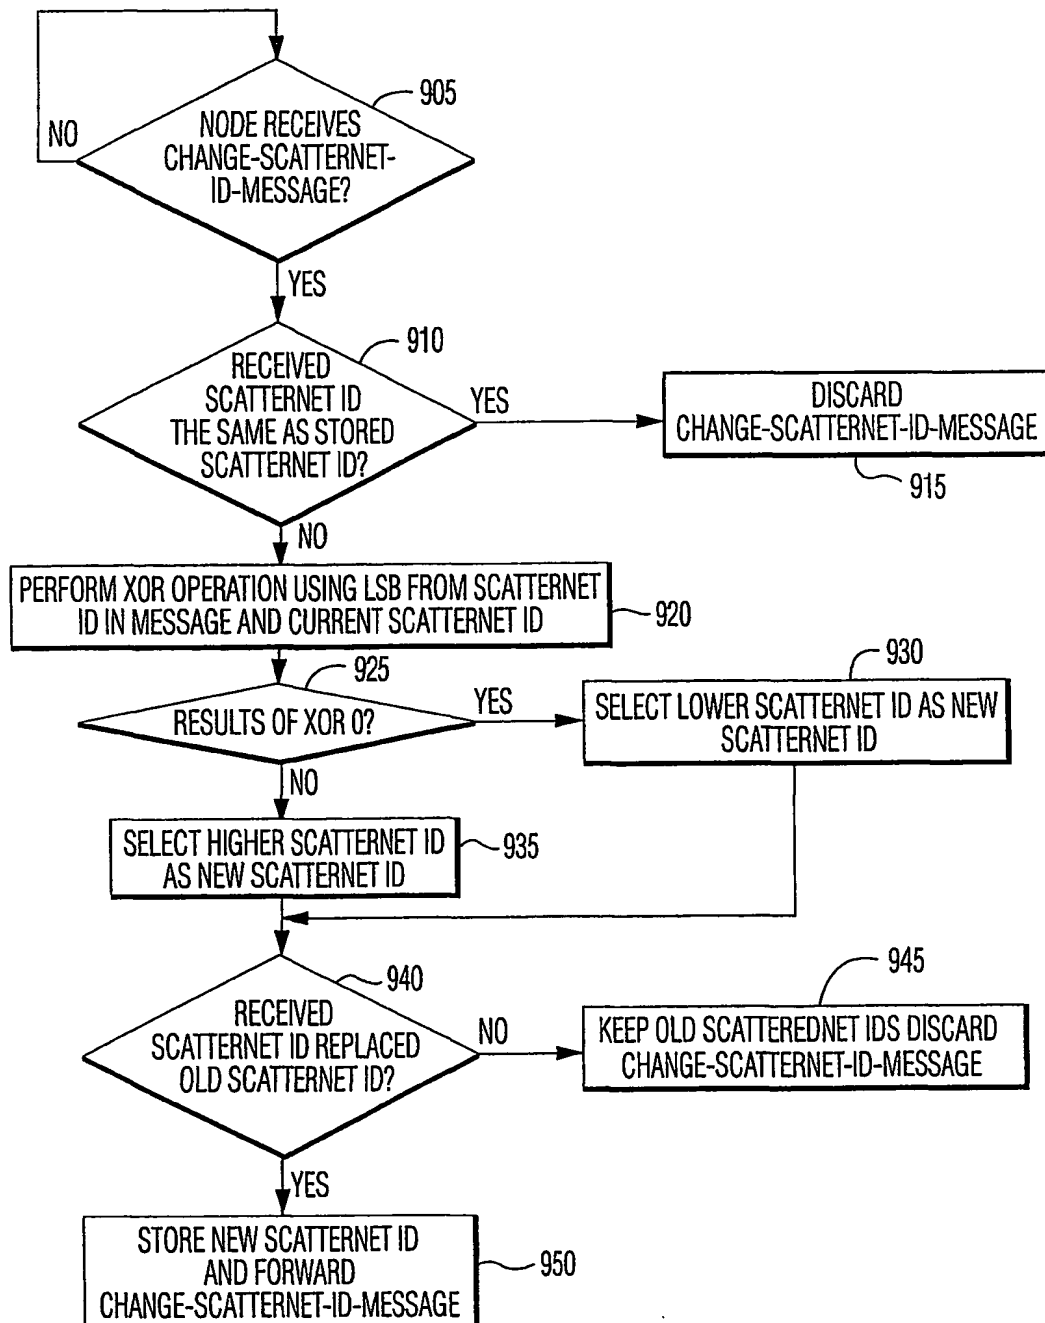 905
NO
NODE RECEIVES
CHANGE-SCATTERNET-
ID-MESSAGE?
YES
910
RECEIVED
SCATTERNET ID
THE SAME AS STORED
SCATTERNET ID?
YES
DISCARD
CHANGE-SCATTERNET-ID-MESSAGE
915
NO
PERFORM XOR OPERATION USING LSB FROM SCATTERNET
ID IN MESSAGE AND CURRENT SCATTERNET ID
920
925
RESULTS OF XOR 0?
YES
930
SELECT LOWER SCATTERNET ID AS NEW
SCATTERNET ID
NO
SELECT HIGHER SCATTERNET ID
AS NEW SCATTERNET ID
935
940
RECEIVED
SCATTERNET ID REPLACED
OLD SCATTERNET ID?
NO
945
KEEP OLD SCATTEREDNET IDS DISCARD
CHANGE-SCATTERNET-ID-MESSAGE
YES
STORE NEW SCATTERNET ID
AND FORWARD
CHANGE-SCATTERNET-ID-MESSAGE
950